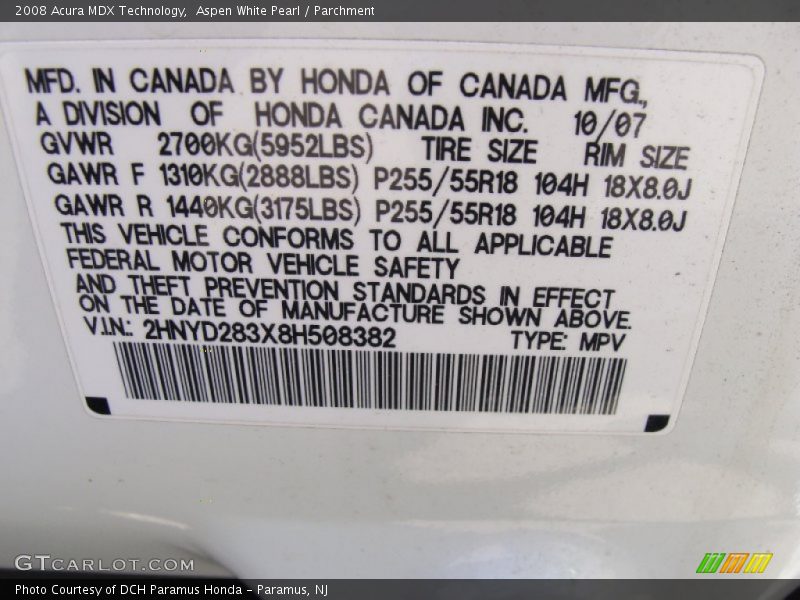 2008 Acura MDX Technology,  Aspen White Pearl / Parchment
MFD. IN CANADA BY HONDA OF CANADA MFG.,
A DIVISION OF HONDA CANADA INC. 10/07
GVWR 2700KG(5952LBS) TIRE SIZE RIM SIZE
GAWR F 1310KG(2888LBS) P255/55R18 104H 18X8.0J
GAWR R 1440KG(3175LBS) P255/55R18 104H 18X8.0J
THIS VEHICLE CONFORMS TO ALL APPLICABLE
FEDERAL MOTOR VEHICLE SAFETY
AND THEFT PREVENTION STANDARDS IN EFFECT
ON THE DATE OF MANUFACTURE SHOWN ABOVE.
V.I.N.: 2HNYD283X8H508382 TYPE: MPV
GTCARLOT.COM
Photo Courtesy of DCH Paramus Honda - Paramus, NJ